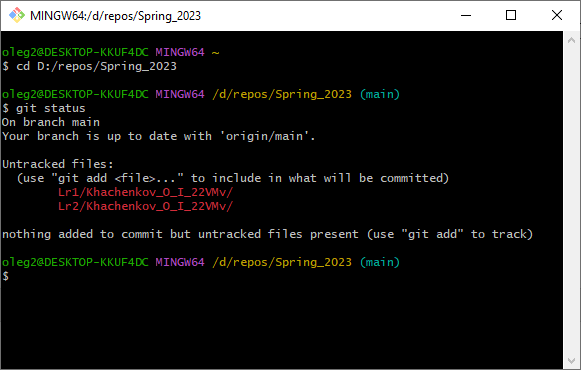 MINGW64:/d/repos/Spring_2023
oleg2@DESKTOP-KKUF4DC MINGW64 ~
$ cd D:/repos/Spring_2023
oleg2@DESKTOP-KKUF4DC MINGW64 /d/repos/Spring_2023 (main)
$ git status
On branch main
Your branch is up to date with 'origin/main'.
Untracked files:
  (use "git add <file>..." to include in what will be committed)
        Lr1/Khachenkov_O_I_22VMv/
        Lr2/Khachenkov_O_I_22VMv/
nothing added to commit but untracked files present (use "git add" to track)
oleg2@DESKTOP-KKUF4DC MINGW64 /d/repos/Spring_2023 (main)
$